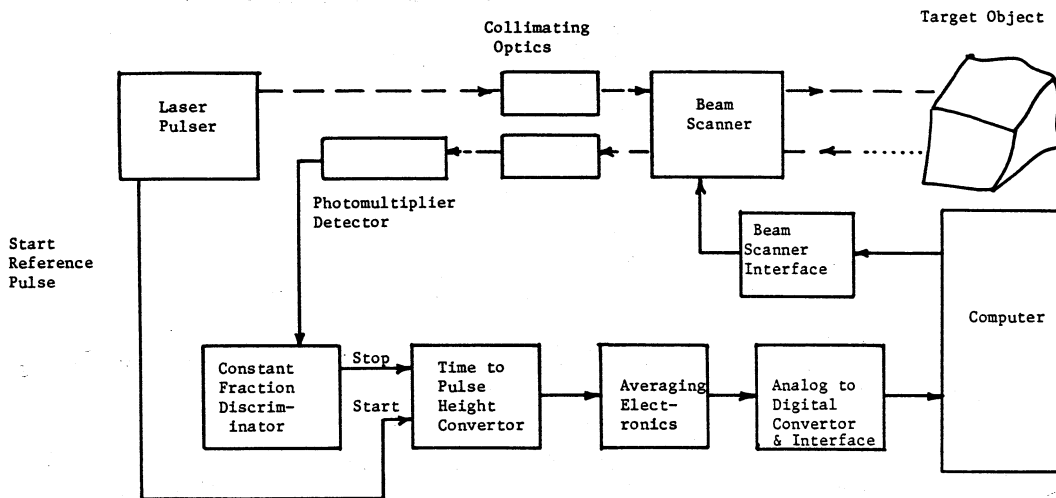 Target Object
Collimating
Optics
Laser
Pulser
Beam
Scanner
Photomultiplier
Detector
Start
Reference
Pulse
Beam
Scanner
Interface
Computer
Constant
Fraction
Discrim-
inator
Stop
Start
Time to
Pulse
Height
Convertor
Averaging
Elect-
ronics
Analog to
Digital
Convertor
& Interface